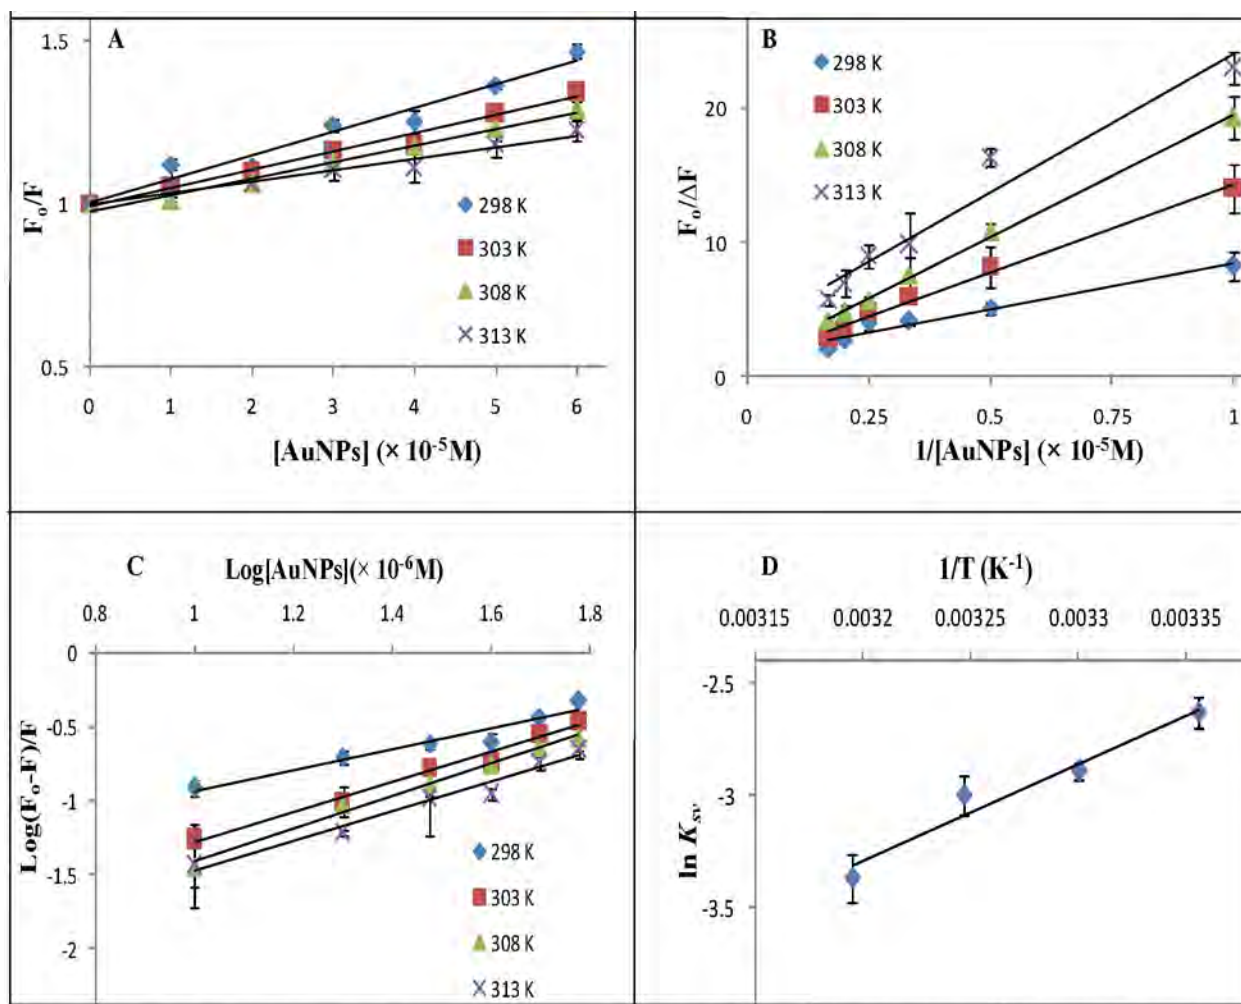 A
1.5
1
0.5
Fo/F
298 K
303 K
308 K
313 K
0 1 2 3 4 5 6
[AuNPs] (× 10-5M)
B
298 K
303 K
308 K
313 K
20
10
0
Fo/ΔF
0 0.25 0.5 0.75 1
1/[AuNPs] (× 10-5M)
C
Log[AuNPs](× 10-6M)
0.8 1 1.2 1.4 1.6 1.8
0
-0.5
-1
-1.5
-2
Log(Fo-F)/F
298 K
303 K
308 K
313 K
D
1/T (K-1)
0.00315 0.0032 0.00325 0.0033 0.00335
-2.5
-3
-3.5
ln Ksv